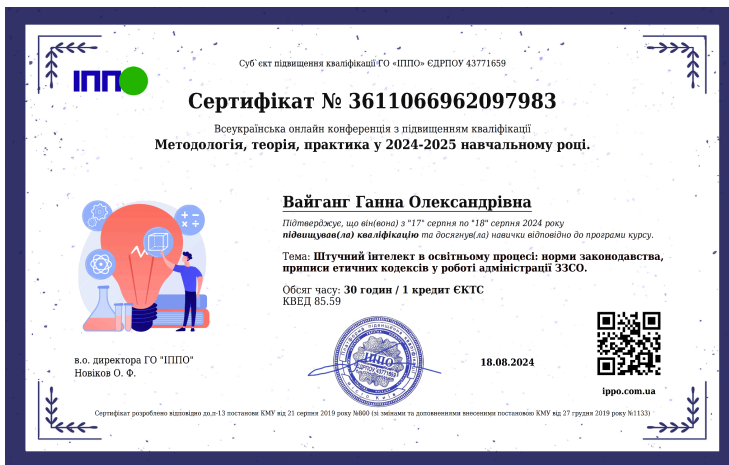 ІППО
Суб`єкт підвищення кваліфікації ГО «ІППО» ЄДРПОУ 43771659
Сертифікат № 3611066962097983
Всеукраїнська онлайн конференція з підвищенням кваліфікації
Методологія, теорія, практика у 2024-2025 навчальному році.
Вайганг Ганна Олександрівна
Підтверджує, що він(вона) з "17" серпня по "18" серпня 2024 року
підвищував(ла) кваліфікацію та досягнув(ла) навички відповідно до програми курсу.
Тема: Штучний інтелект в освітньому процесі: норми законодавства,
приписи етичних кодексів у роботі адміністрації ЗЗСО.
Обсяг часу: 30 годин / 1 кредит ЄКТС
КВЕД 85.59
в.о. директора ГО "ІППО"
Новіков О. Ф.
ІППО
ЄДРПОУ 43771659
18.08.2024
ippo.com.ua
Сертифікат розроблено відповідно до.п-13 постанови КМУ від 21 серпня 2019 року №800 (зі змінами та доповненнями внесеними постановою КМУ від 27 грудня 2019 року №1133)